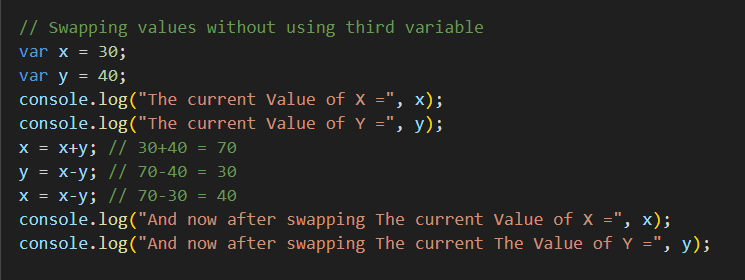 // Swapping values without using third variable
var x = 30;
var y = 40;
console.log("The current Value of X =", x);
console.log("The current Value of Y =", y);
x = x+y; // 30+40 = 70
y = x-y; // 70-40 = 30
x = x-y; // 70-30 = 40
console.log("And now after swapping The current Value of X =", x);
console.log("And now after swapping The current The Value of Y =", y);